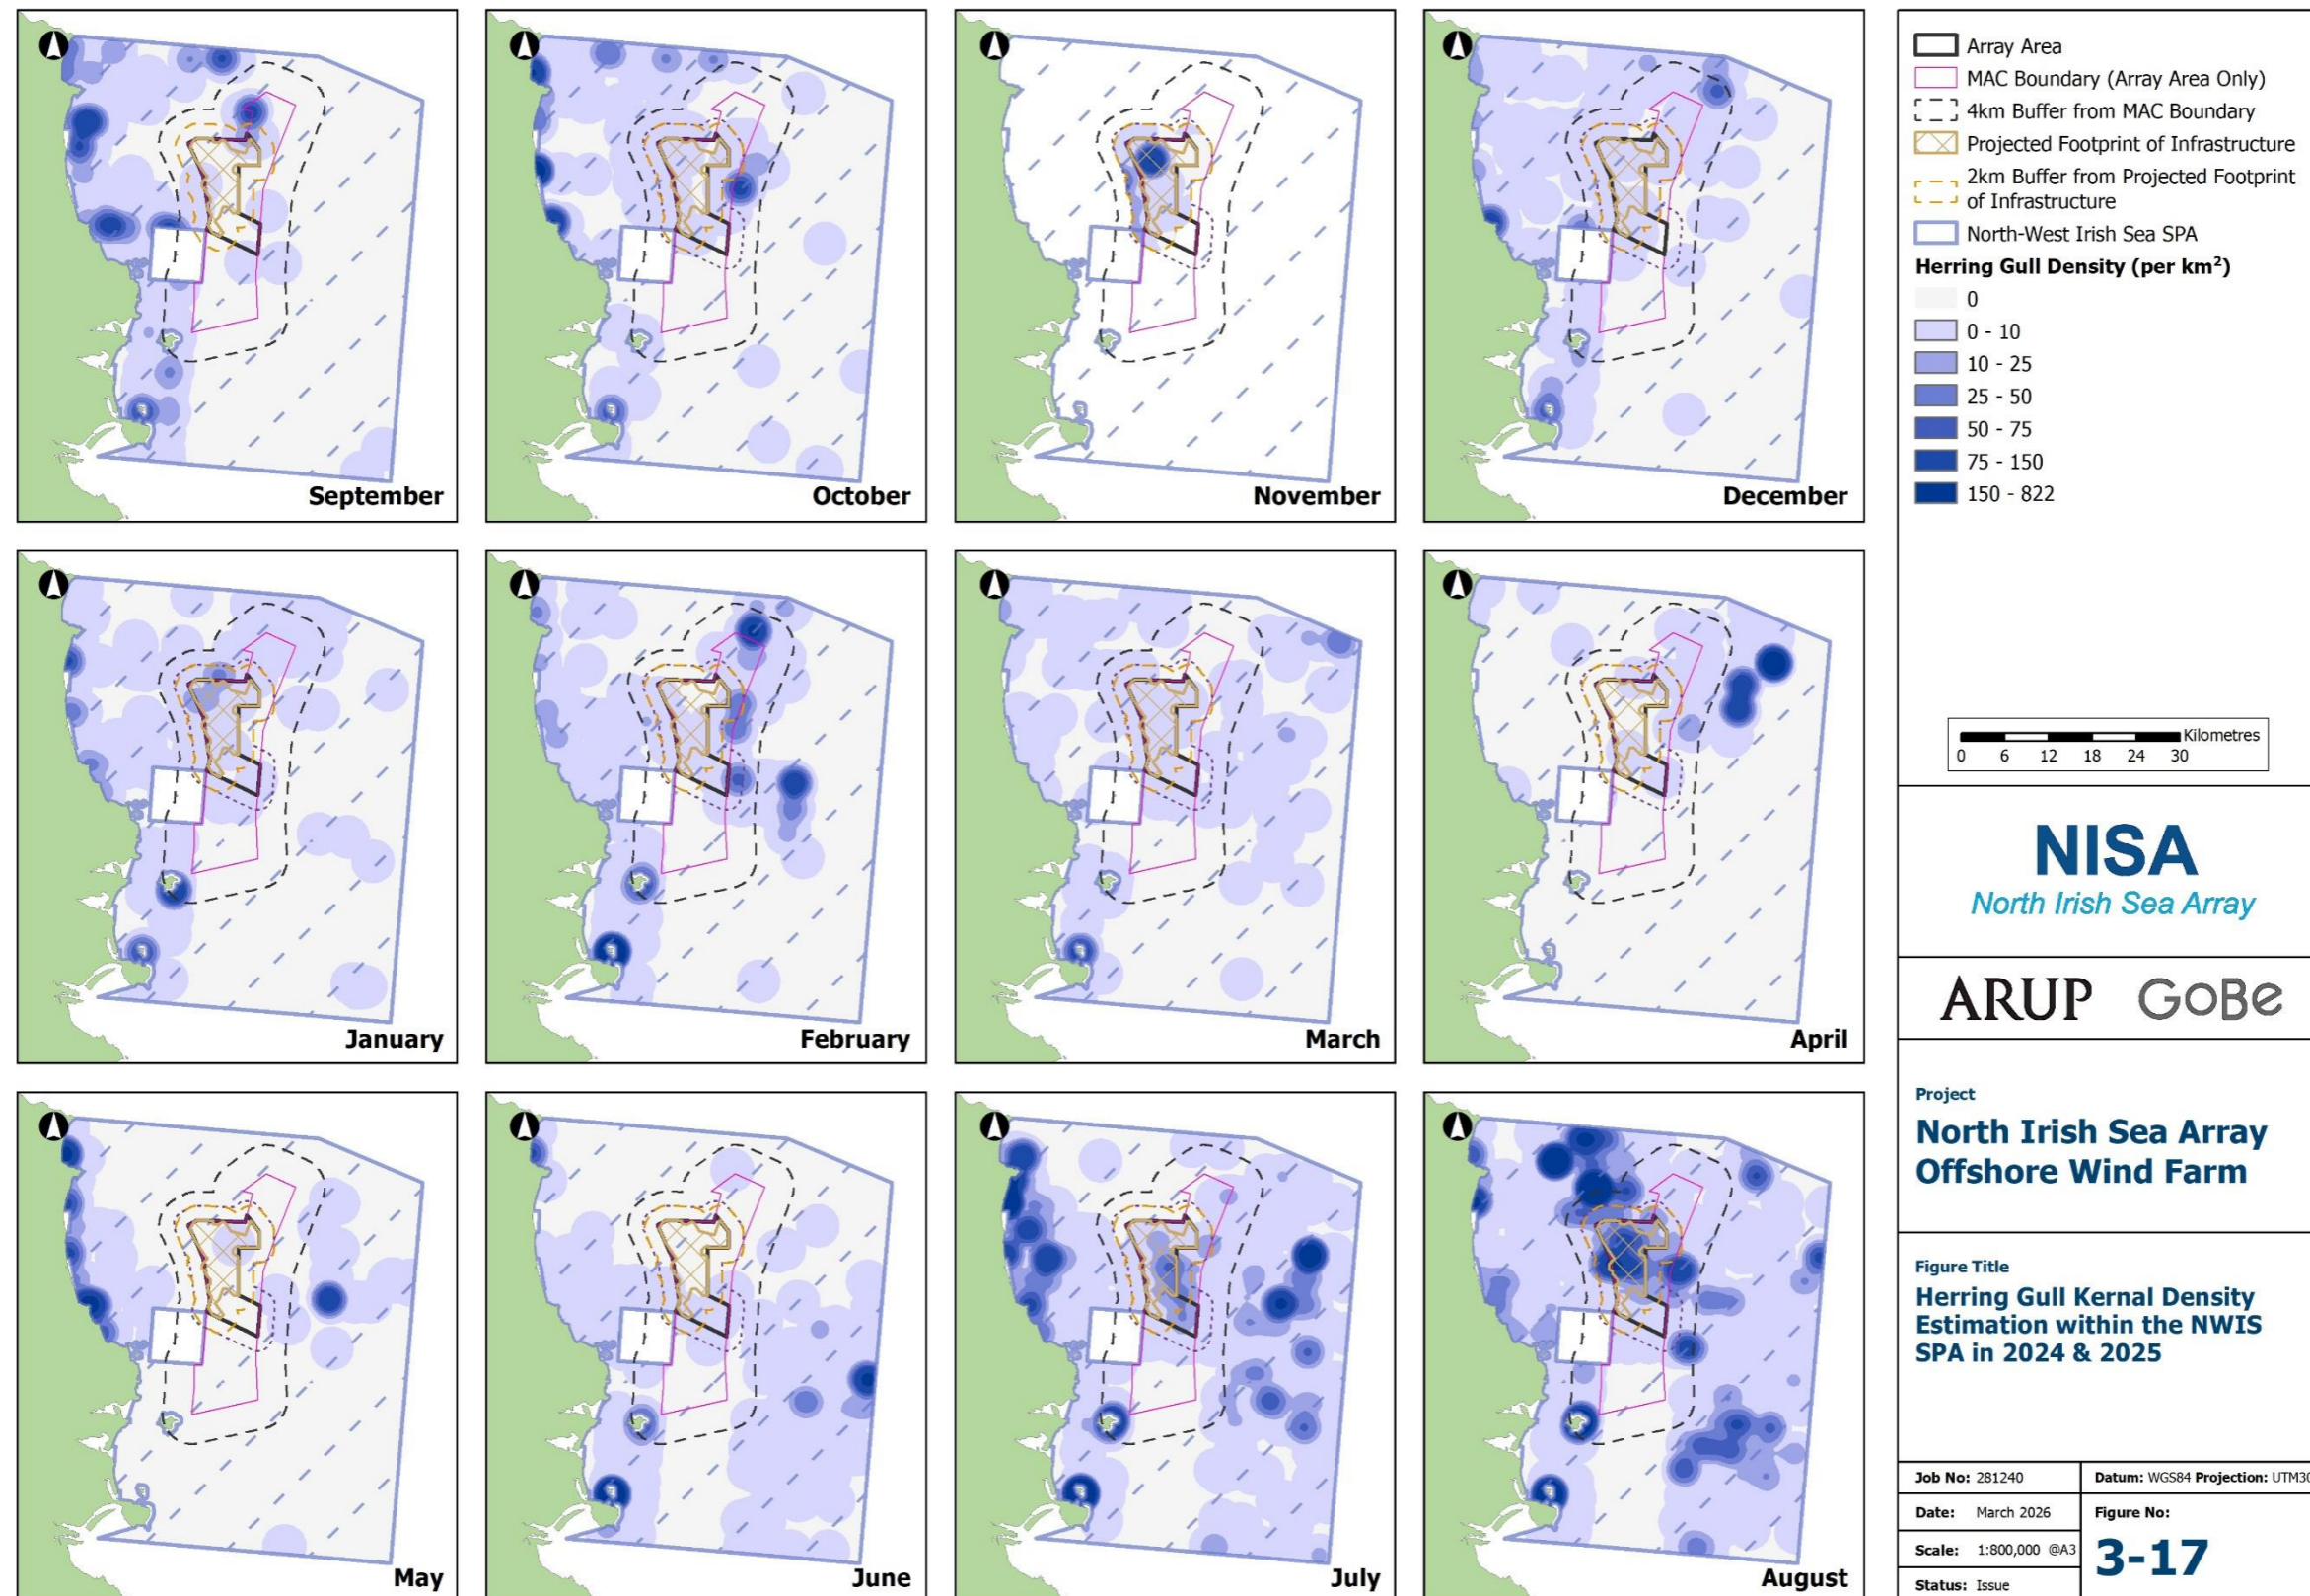 September
October
November
December
January
February
March
April
May
June
July
August
Array Area
MAC Boundary (Array Area Only)
4km Buffer from MAC Boundary
Projected Footprint of Infrastructure
2km Buffer from Projected Footprint
of Infrastructure
North-West Irish Sea SPA
Herring Gull Density (per km²)
0
0 - 10
10 - 25
25 - 50
50 - 75
75 - 150
150 - 822
Kilometres
0 6 12 18 24 30
NISA
North Irish Sea Array
ARUP GoBe
Project
North Irish Sea Array
Offshore Wind Farm
Figure Title
Herring Gull Kernal Density
Estimation within the NWIS
SPA in 2024 & 2025
Job No: 281240 Datum: WGS84 Projection: UTM30
Date: March 2026 Figure No:
Scale: 1:800,000 @A3 3-17
Status: Issue